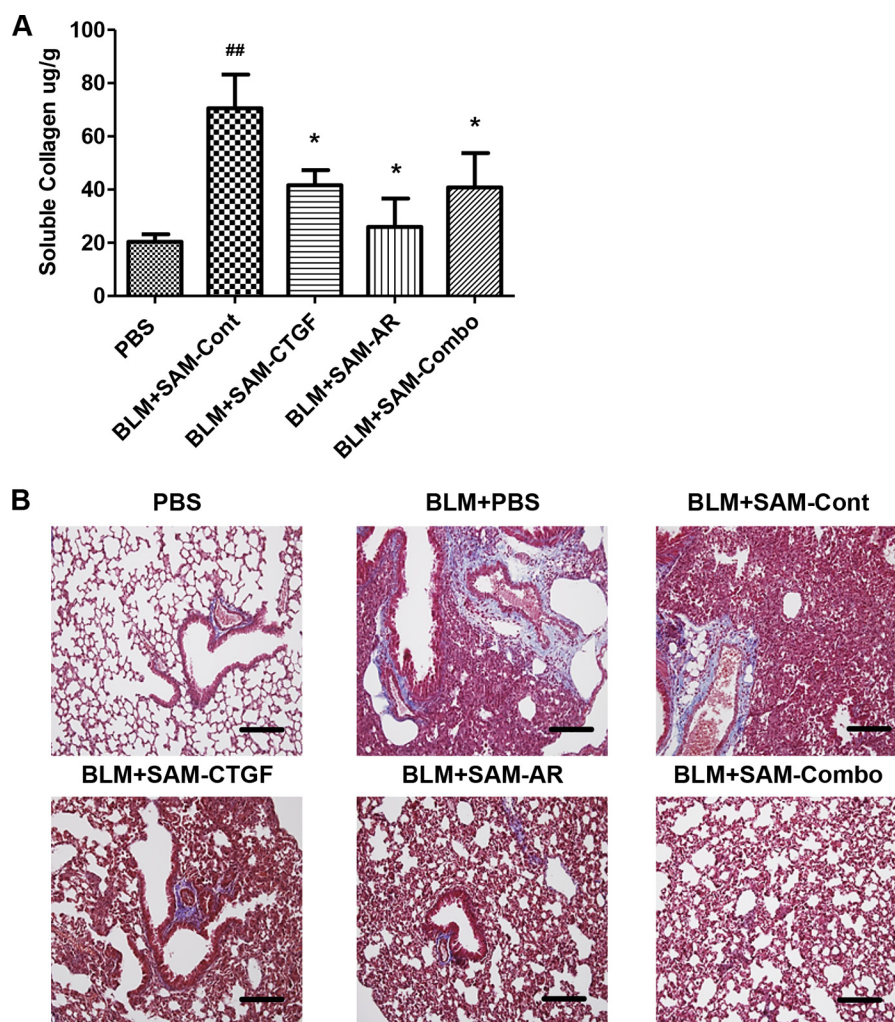 A
Soluble Collagen ug/g
100
80
60
40
20
0
##
*
*
*
PBS
BLM+SAM-Cont
BLM+SAM-CTGF
BLM+SAM-AR
BLM+SAM-Combo
B
PBS
BLM+PBS
BLM+SAM-Cont
BLM+SAM-CTGF
BLM+SAM-AR
BLM+SAM-Combo